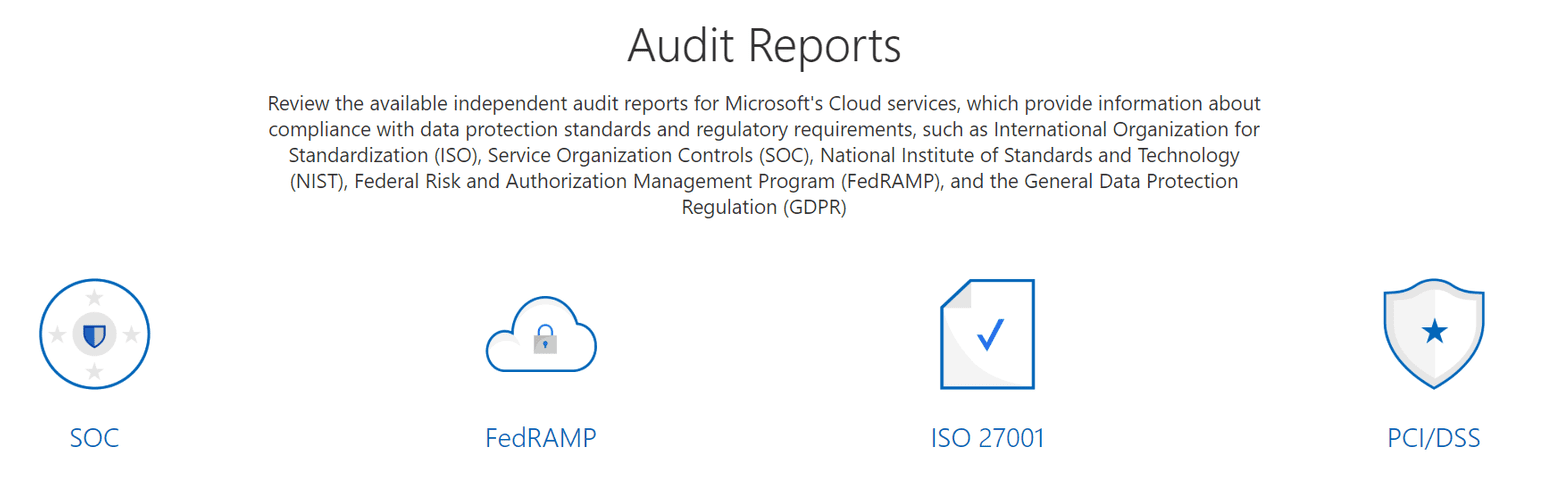 Audit Reports
Review the available independent audit reports for Microsoft's Cloud services, which provide information about
compliance with data protection standards and regulatory requirements, such as International Organization for
Standardization (ISO), Service Organization Controls (SOC), National Institute of Standards and Technology
(NIST), Federal Risk and Authorization Management Program (FedRAMP), and the General Data Protection
Regulation (GDPR)
SOC
FedRAMP
ISO 27001
PCI/DSS